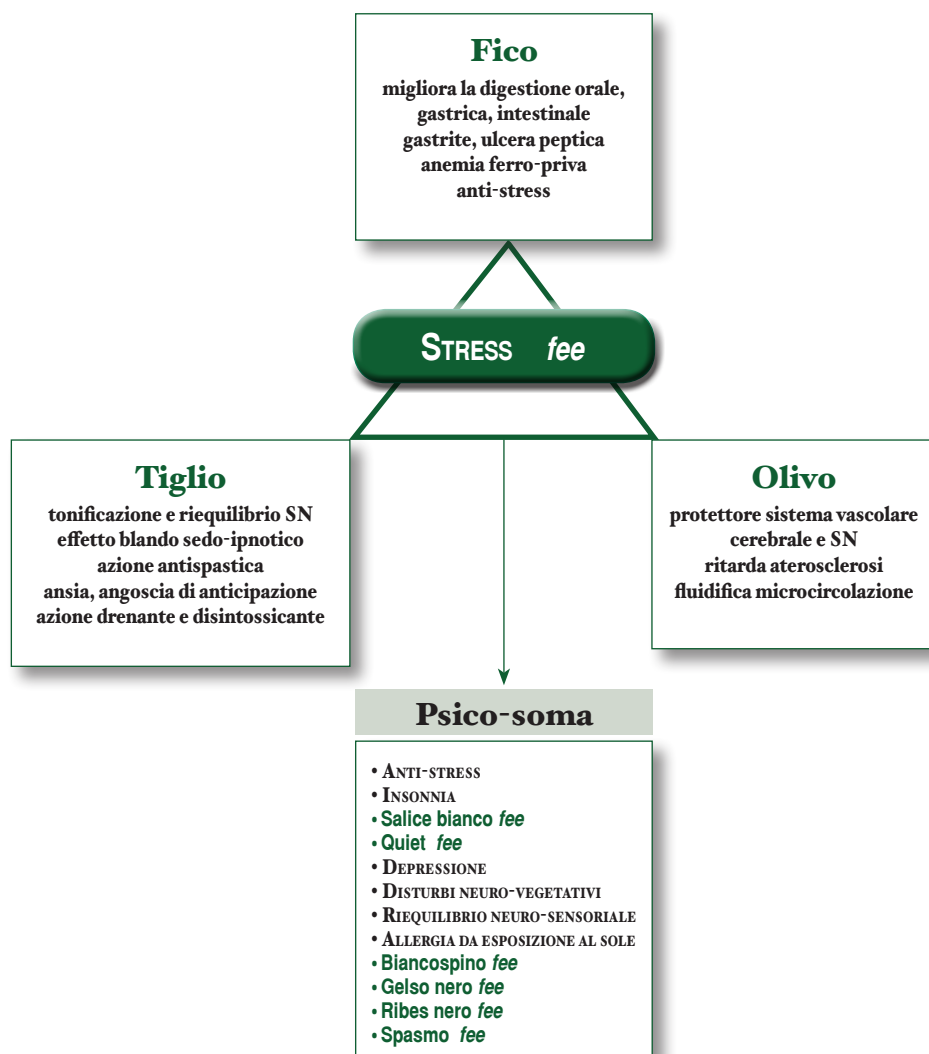 Fico
migliora la digestione orale,
gastrica, intestinale
gastrite, ulcera peptica
anemia ferro-priva
anti-stress
STRESS fee
Tiglio
tonificazione e riequilibrio SN
effetto blando sedo-ipnotico
azione antispastica
ansia, angoscia di anticipazione
azione drenante e disintossicante
Olivo
protettore sistema vascolare
cerebrale e SN
ritarda aterosclerosi
fluidifica microcircolazione
Psico-soma
• ANTI-STRESS
• INSONNIA
• Salice bianco fee
• Quiet fee
• DEPRESSIONE
• DISTURBI NEURO-VEGETATIVI
• RIEQUILIBRIO NEURO-SENSORIALE
• ALLERGIA DA ESPOSIZIONE AL SOLE
• Biancospino fee
• Gelso nero fee
• Ribes nero fee
• Spasmo fee